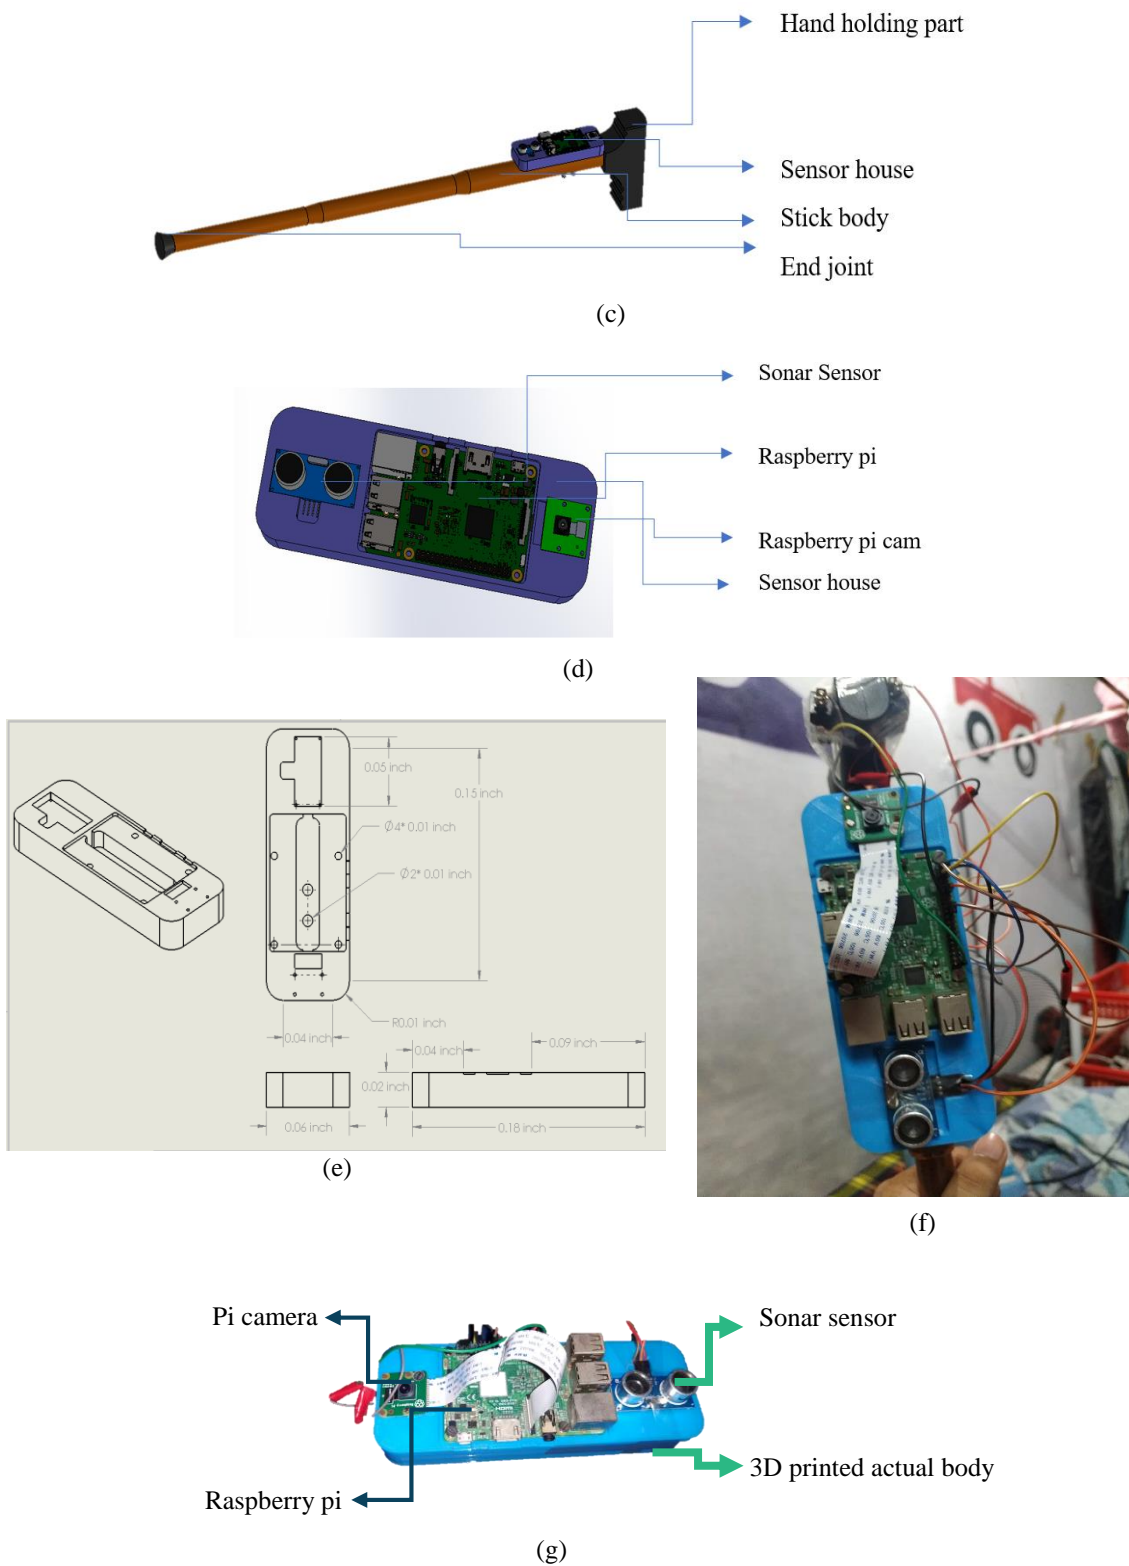 Hand holding part
Sensor house
Stick body
End joint
(c)
Sonar Sensor
Raspberry pi
Raspberry pi cam
Sensor house
(d)
0.05 inch
0.15 inch
Ø4* 0.01 inch
Ø2* 0.01 inch
R0.01 inch
0.04 inch
0.04 inch
0.09 inch
0.02 inch
0.06 inch
0.18 inch
(e)
(f)
Pi camera
Sonar sensor
3D printed actual body
Raspberry pi
(g)